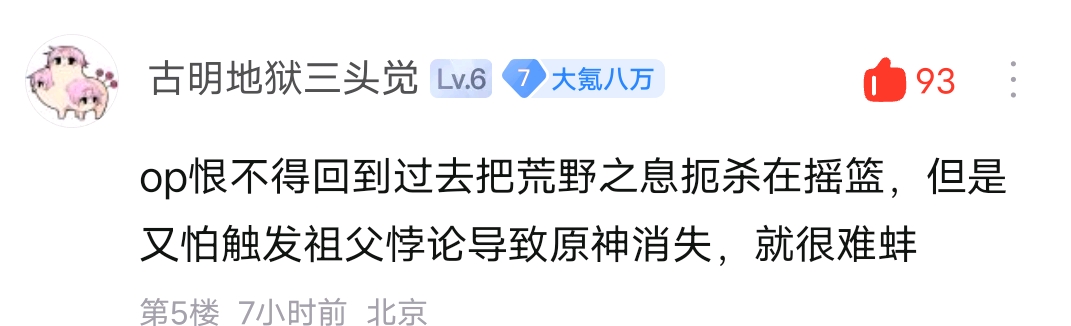 古明地狱三头觉 Lv.6 7 大氪八万 93
op恨不得回到过去把荒野之息扼杀在摇篮，但是
又怕触发祖父悖论导致原神消失，就很难蚌
第5楼 7小时前 北京